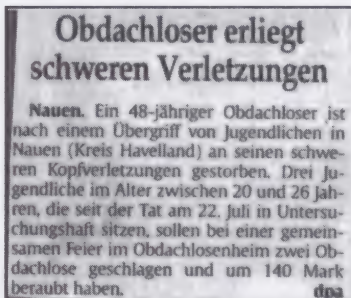 Obdachloser erliegt
schweren Verletzungen
Nauen. Ein 48-jähriger Obdachloser ist
nach einem Übergriff von Jugendlichen in
Nauen (Kreis Havelland) an seinen schwe-
ren Kopfverletzungen gestorben. Drei Ju-
gendliche im Alter zwischen 20 und 26 Jah-
ren, die seit der Tat am 22. Juli in Untersu-
chungshaft sitzen, sollen bei einer gemein-
samen Feier im Obdachlosenheim zwei Ob-
dachlose geschlagen und um 140 Mark
beraubt haben. dpa